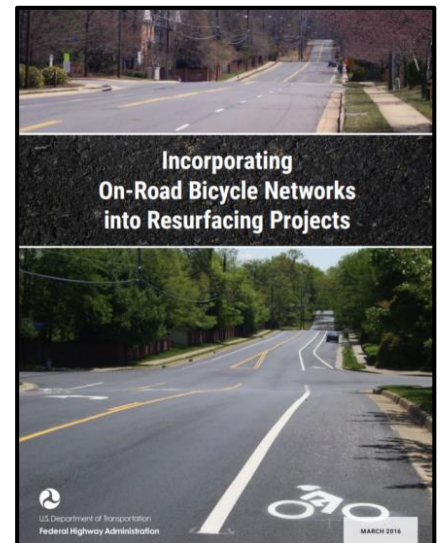 Incorporating
On-Road Bicycle Networks
into Resurfacing Projects
U.S. Department of Transportation
Federal Highway Administration
MARCH 2016